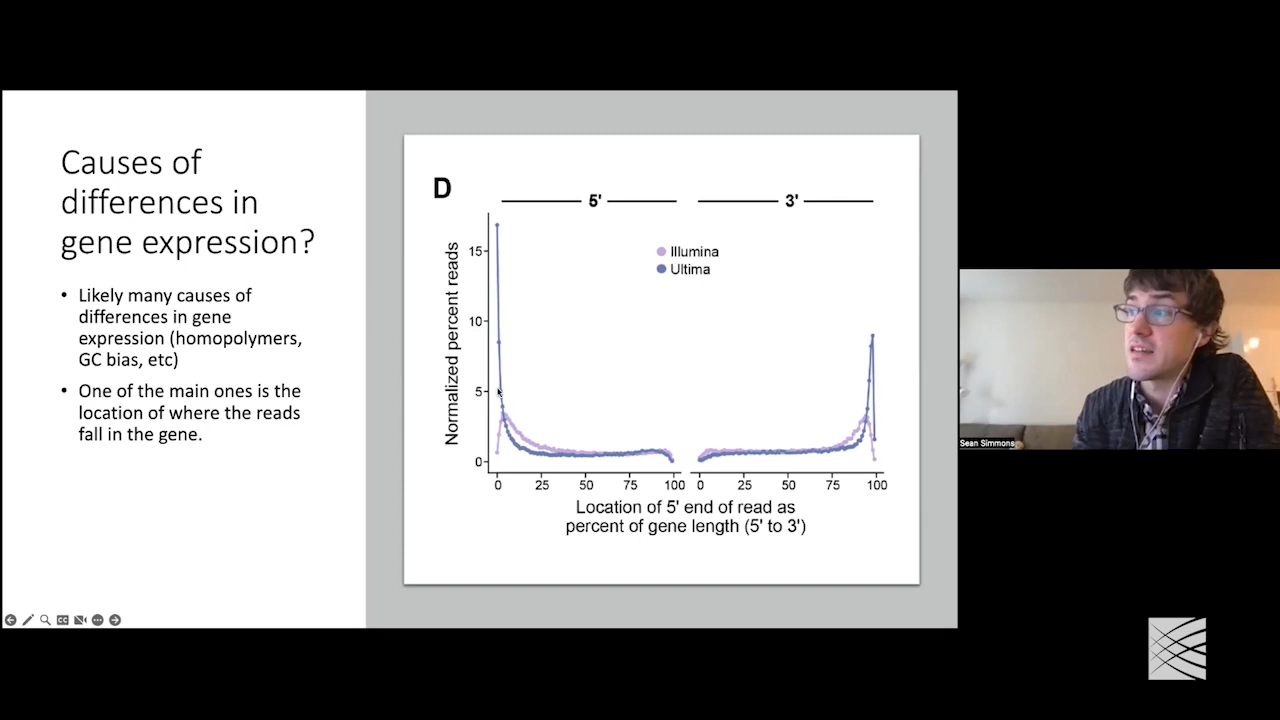 Causes of
differences in
gene expression?
• Likely many causes of
differences in gene
expression (homopolymers,
GC bias, etc)
• One of the main ones is the
location of where the reads
fall in the gene.
D
5'
3'
Normalized percent reads
15
10
5
0
Illumina
Ultima
0 25 50 75 100
0 25 50 75 100
Location of 5' end of read as
percent of gene length (5' to 3')
Sean Simmons